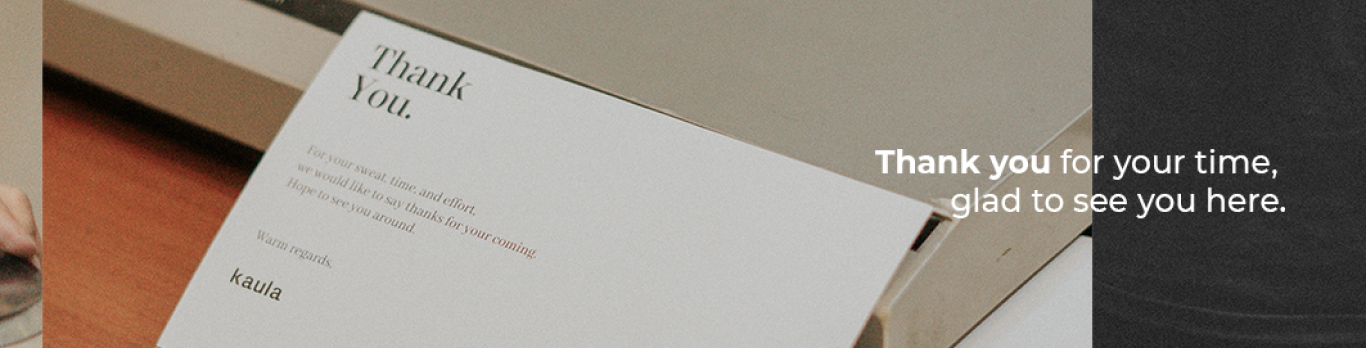 Thank
You.
For your sweat, time, and effort,
we would like to say thanks for your coming.
Hope to see you around.
Warm regards,
kaula
Thank you for your time,
glad to see you here.